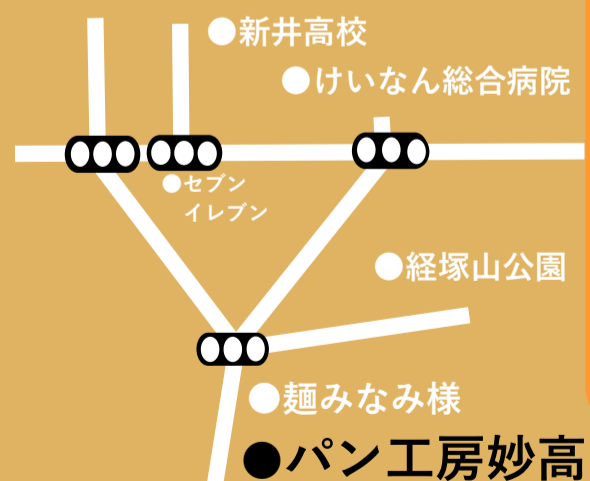 ●新井高校
●けいなん総合病院
●セブン
イレブン
●経塚山公園
●麺みなみ様
●パン工房妙高